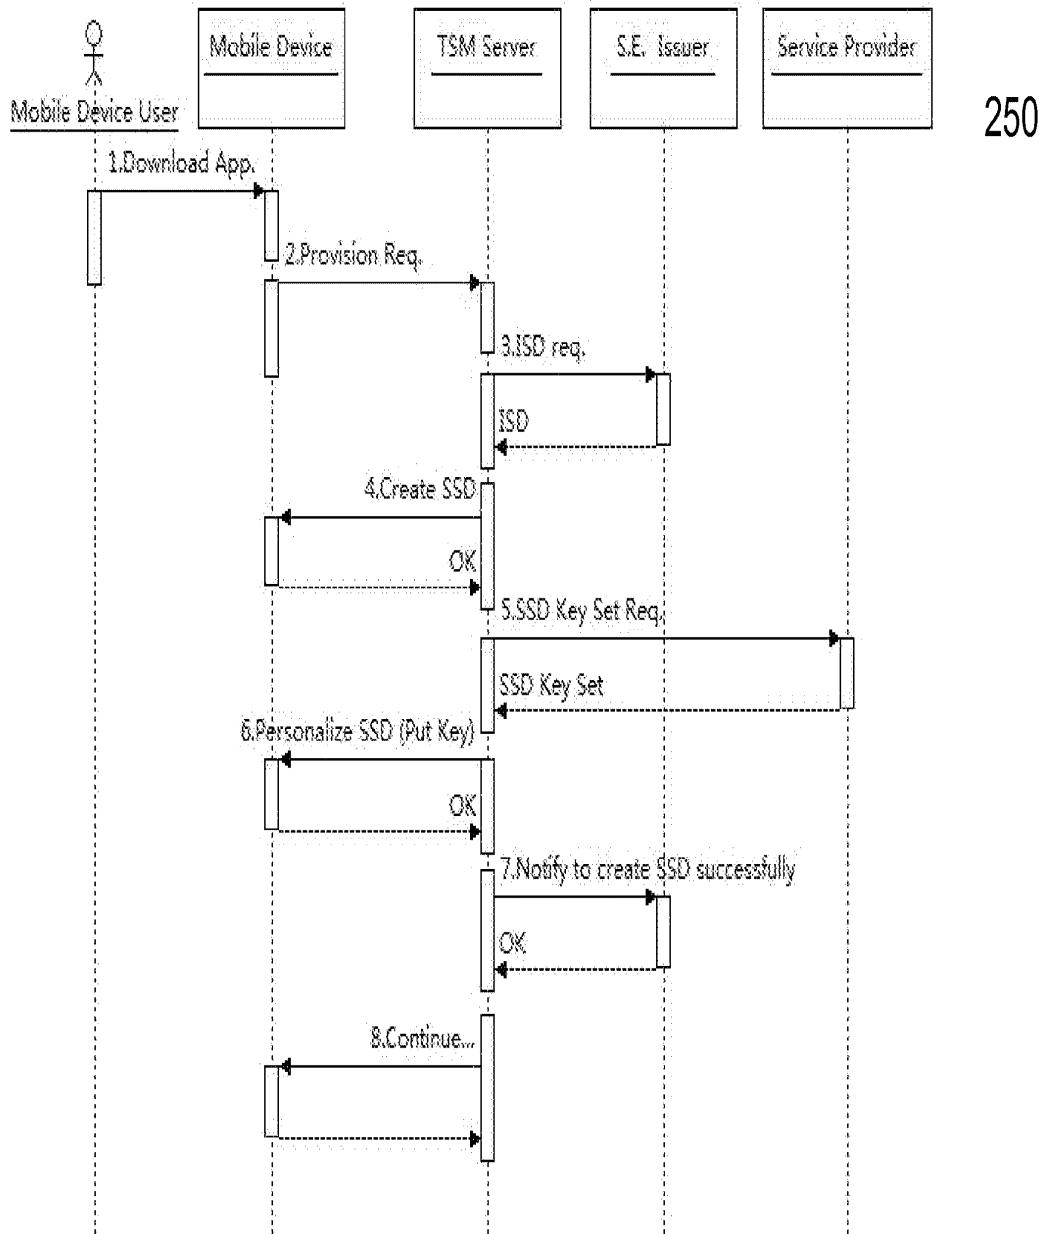 Mobile Device
TSM Server
S.E. Issuer
Service Provider
Mobile Device User
250
1.Download App.
2.Provision Req.
3.ISD req.
ISD
4.Create SSD
OK
5.SSD Key Set Req.
SSD Key Set
6.Personalize SSD (Put Key)
OK
7.Notify to create SSD successfully
OK
8.Continue...